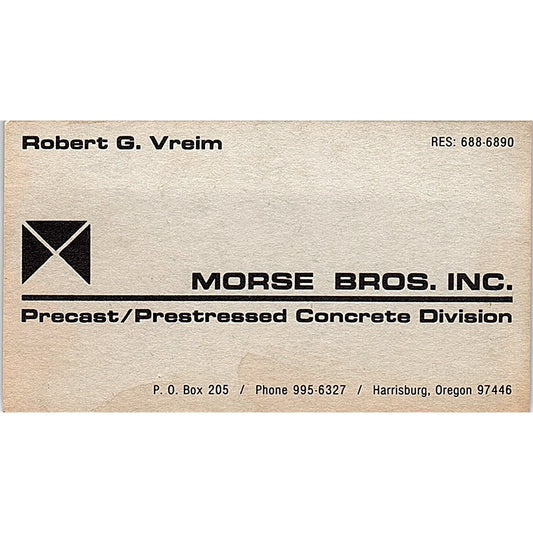 Robert G. Vreim
RES: 688-6890
MORSE BROS. INC.
Precast/Prestressed Concrete Division
P. O. Box 205 / Phone 995-6327 / Harrisburg, Oregon 97446